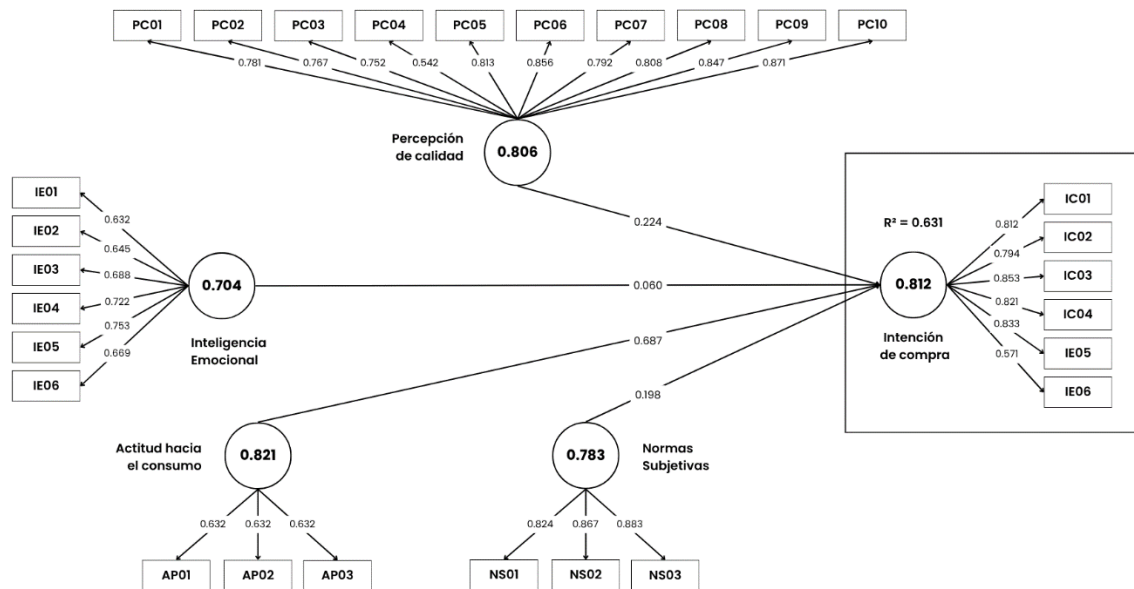 PC01 PC02 PC03 PC04 PC05 PC06 PC07 PC08 PC09 PC10
0.781 0.767 0.752 0.542 0.813 0.856 0.792 0.808 0.847 0.871
Percepción
de calidad
0.806
IE01
IE02
IE03
IE04
IE05
IE06
0.632
0.645
0.688
0.722
0.753
0.669
0.704
Inteligencia
Emocional
0.224
0.060
0.687
0.198
R² = 0.631
0.812
Intención
de compra
0.812
0.794
0.853
0.821
0.833
0.571
IC01
IC02
IC03
IC04
IE05
IE06
Actitud hacia
el consumo
0.821
0.632 0.632 0.632
AP01 AP02 AP03
0.783
Normas
Subjetivas
0.824 0.867 0.883
NS01 NS02 NS03